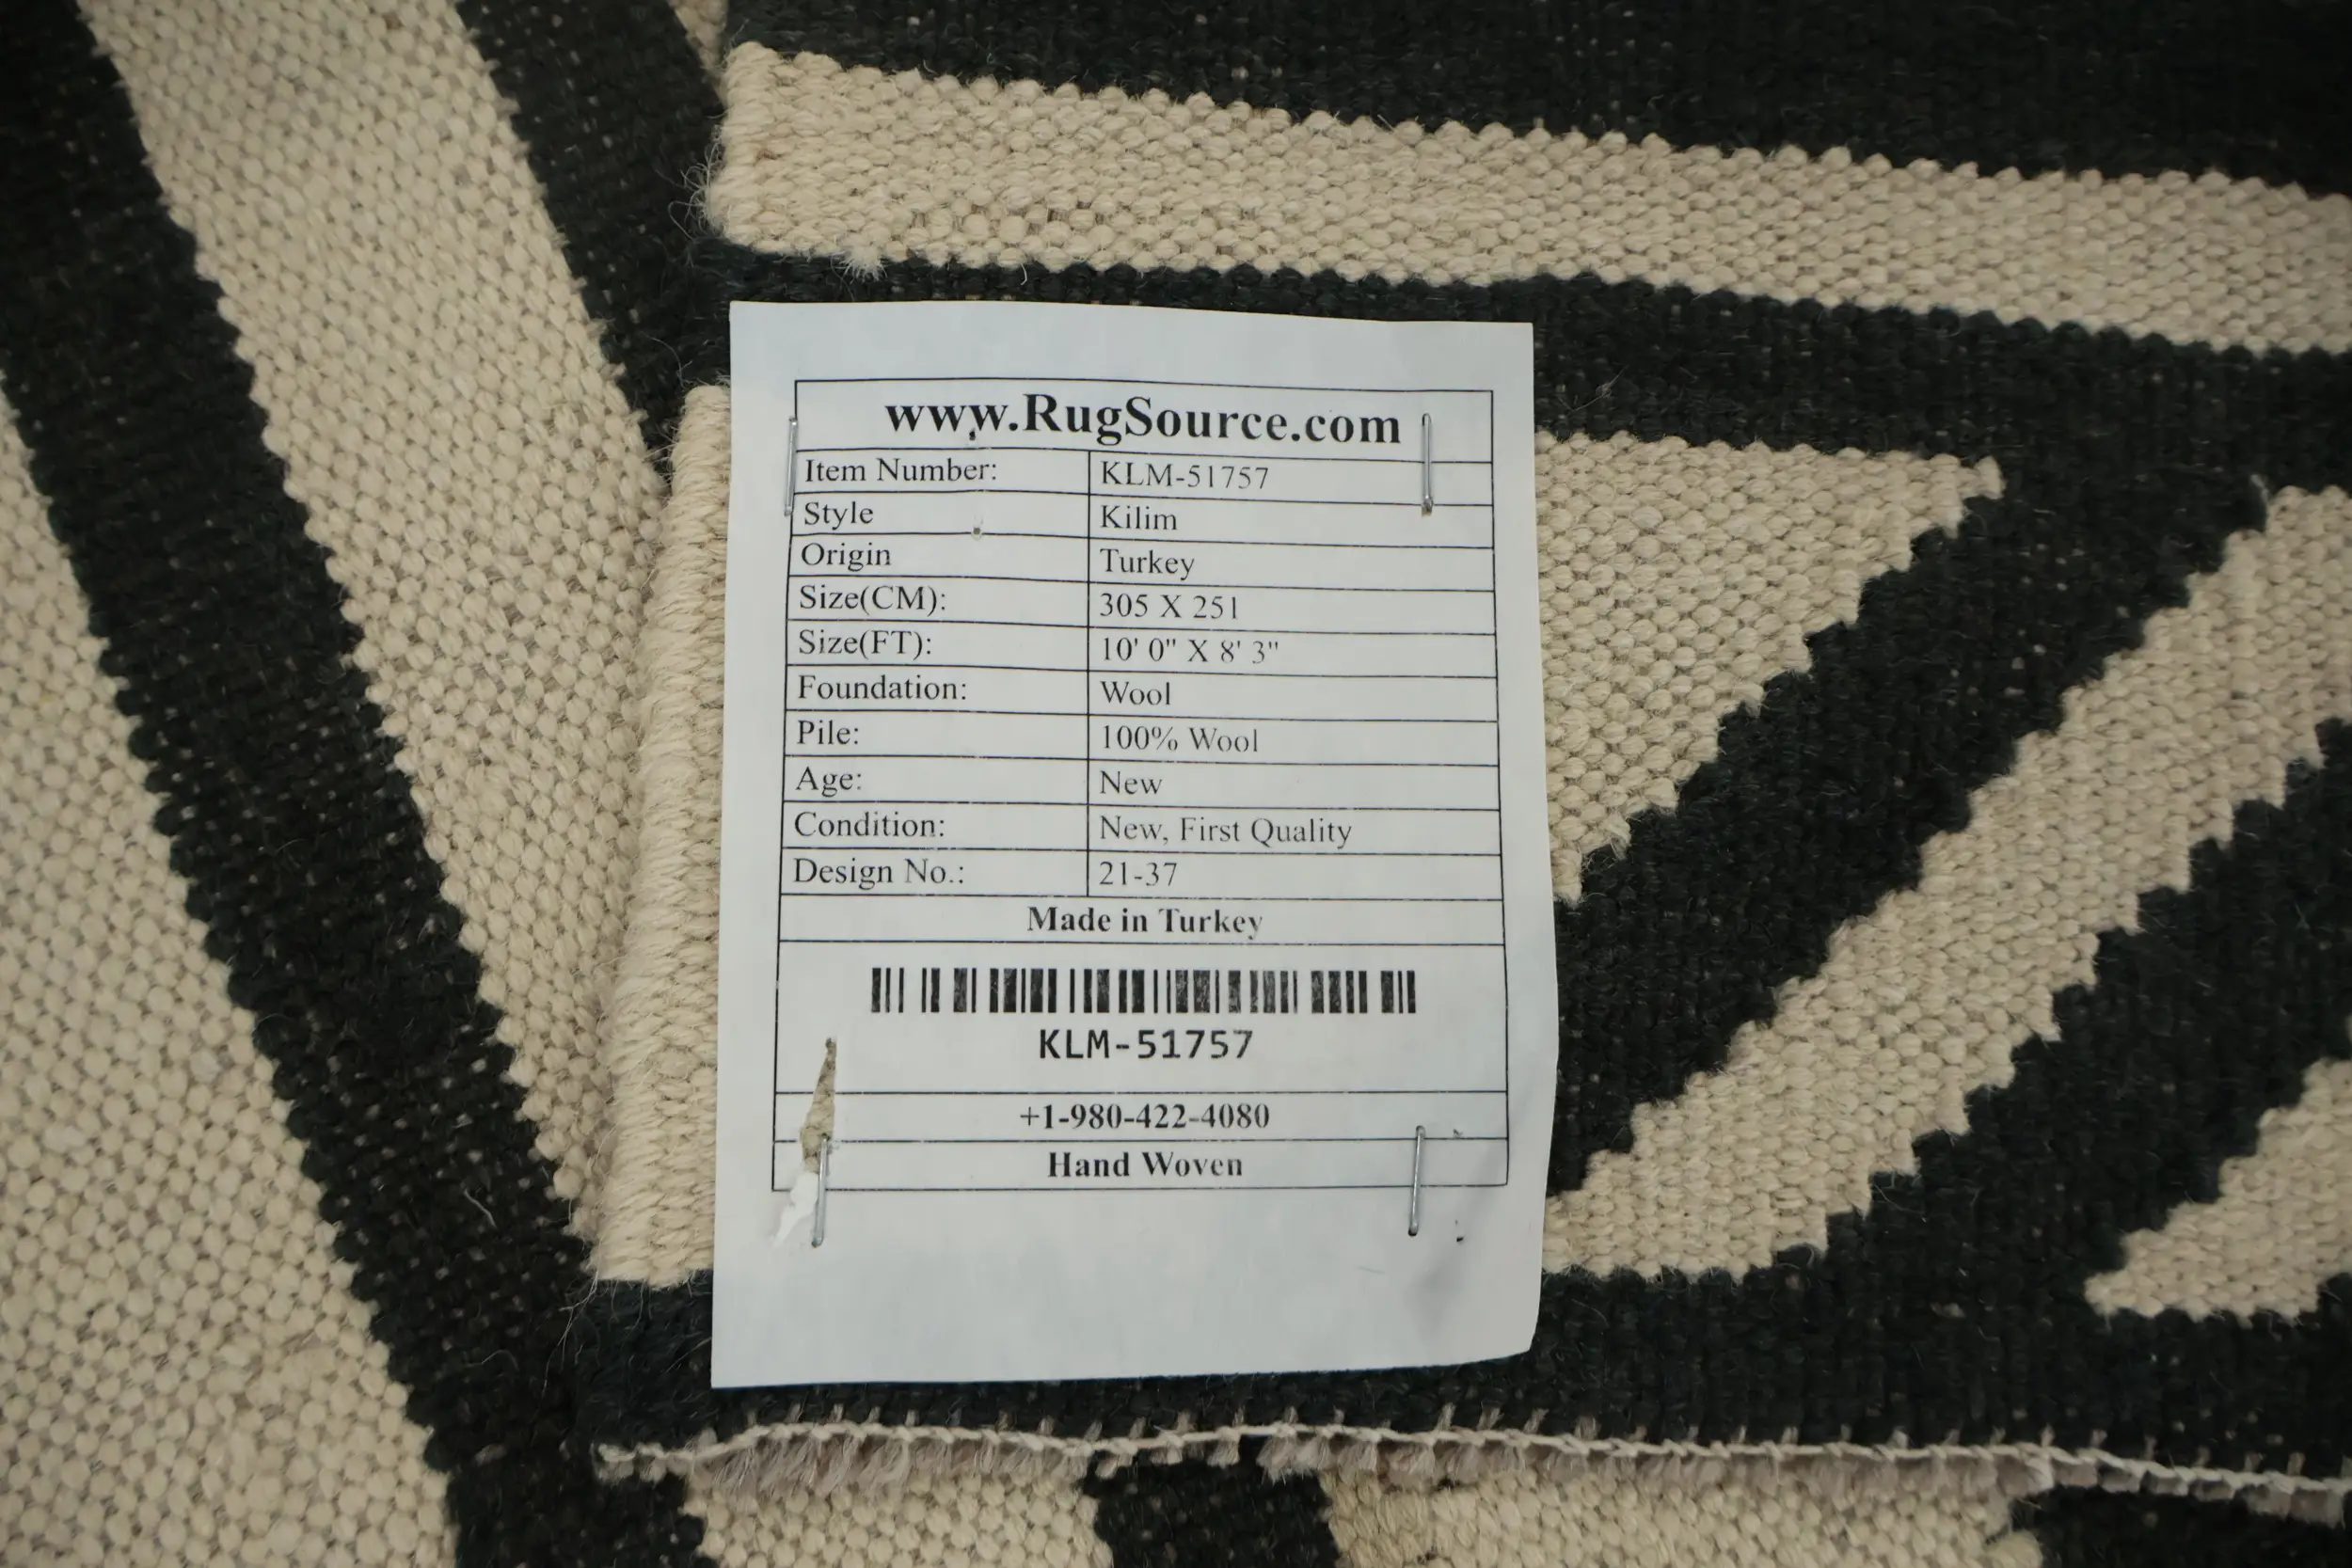 www.RugSource.com
Item Number: KLM-51757
Style Kilim
Origin Turkey
Size(CM): 305 X 251
Size(FT): 10' 0" X 8' 3"
Foundation: Wool
Pile: 100% Wool
Age: New
Condition: New, First Quality
Design No.: 21-37
Made in Turkey
KLM-51757
+1-980-422-4080
Hand Woven